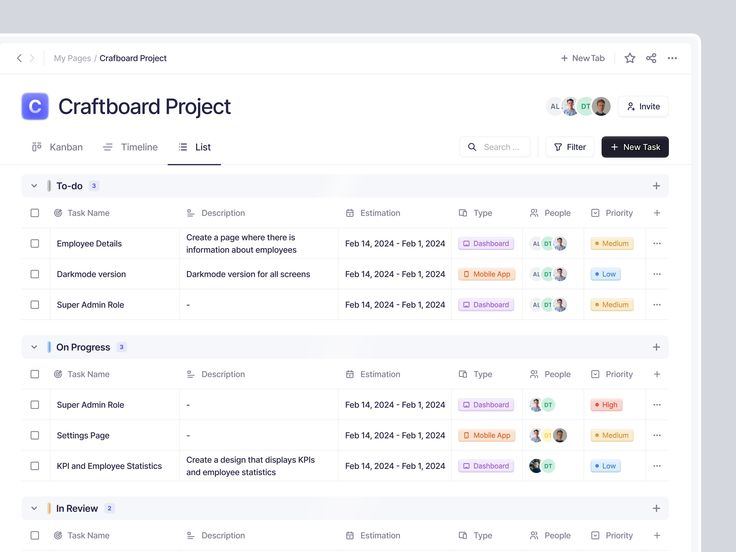 My Pages / Crafboard Project
New Tab
C
Craftboard Project
AL
DT
Invite
Kanban
Timeline
List
Search ...
Filter
New Task
To-do 3
Task Name Description Estimation Type People Priority
Employee Details Create a page where there is Feb 14, 2024 - Feb 1, 2024 Dashboard AL DT Medium
information about employees
Darkmode version Darkmode version for all screens Feb 14, 2024 - Feb 1, 2024 Mobile App AL DT Low
Super Admin Role - Feb 14, 2024 - Feb 1, 2024 Dashboard AL DT Medium
On Progress 3
Task Name Description Estimation Type People Priority
Super Admin Role - Feb 14, 2024 - Feb 1, 2024 Dashboard DT High
Settings Page - Feb 14, 2024 - Feb 1, 2024 Mobile App DT Medium
KPI and Employee Statistics Create a design that displays KPIs Feb 14, 2024 - Feb 1, 2024 Dashboard DT Low
and employee statistics
In Review 2
Task Name Description Estimation Type People Priority